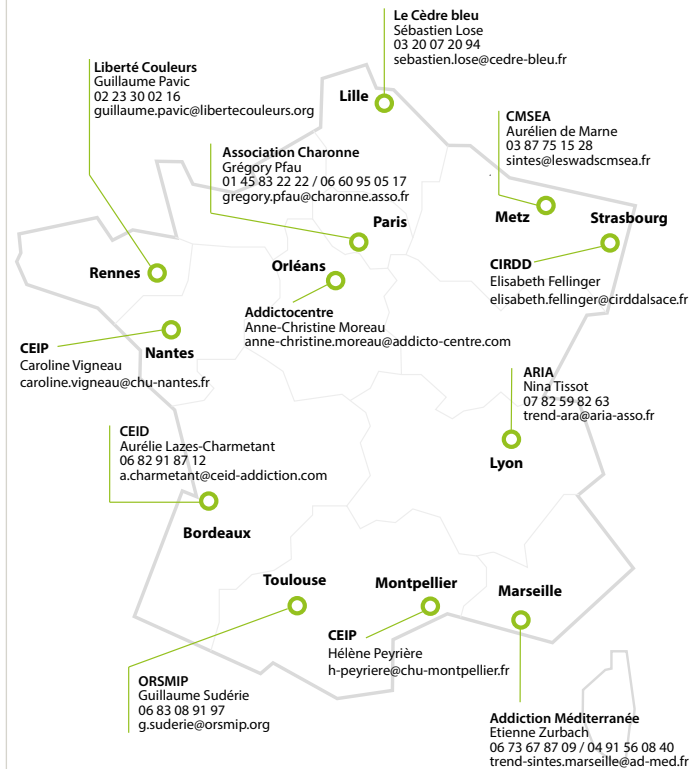 Le Cèdre bleu
Sébastien Lose
03 20 07 20 94
sebastien.lose@cedre-bleu.fr
Lille
Liberté Couleurs
Guillaume Pavic
02 23 30 02 16
guillaume.pavic@libertecouleurs.org
Rennes
CMSEA
Aurélien de Marne
03 87 75 15 28
sintes@leswadscmsea.fr
Metz
Association Charonne
Grégory Pfau
01 45 83 22 22 / 06 60 95 05 17
gregory.pfau@charonne.asso.fr
Paris
Strasbourg
CIRDD
Elisabeth Fellinger
elisabeth.fellinger@cirddalsace.fr
Orléans
Addictocentre
Anne-Christine Moreau
anne-christine.moreau@addicto-centre.com
CEIP
Caroline Vigneau
caroline.vigneau@chu-nantes.fr
Nantes
ARIA
Nina Tissot
07 82 59 82 63
trend-ara@aria-asso.fr
Lyon
CEID
Aurélie Lazes-Charmetant
06 82 91 87 12
a.charmetant@ceid-addiction.com
Bordeaux
Toulouse
ORSMIP
Guillaume Sudérie
06 83 08 91 97
g.suderie@orsmip.org
Montpellier
CEIP
Hélène Peyrière
h-peyriere@chu-montpellier.fr
Marseille
Addiction Méditerranée
Etienne Zurbach
06 73 67 87 09 / 04 91 56 08 40
trend-sintes.marseille@ad-med.fr